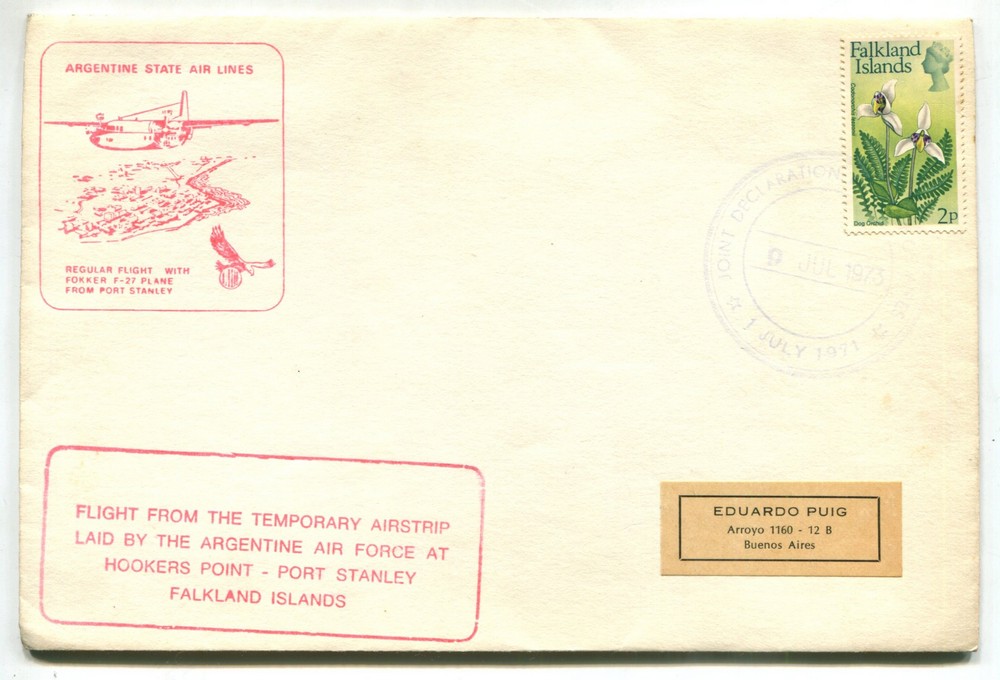 ARGENTINE STATE AIR LINES
REGULAR FLIGHT WITH
FOKKER F-27 PLANE
FROM PORT STANLEY
Falkland
Islands
Dog Orchid
2p
JOINT DECLARATION
9 JUL 1973
1 JULY 1971
FLIGHT FROM THE TEMPORARY AIRSTRIP
LAID BY THE ARGENTINE AIR FORCE AT
HOOKERS POINT - PORT STANLEY
FALKLAND ISLANDS
EDUARDO PUIG
Arroyo 1160 - 12 B
Buenos Aires